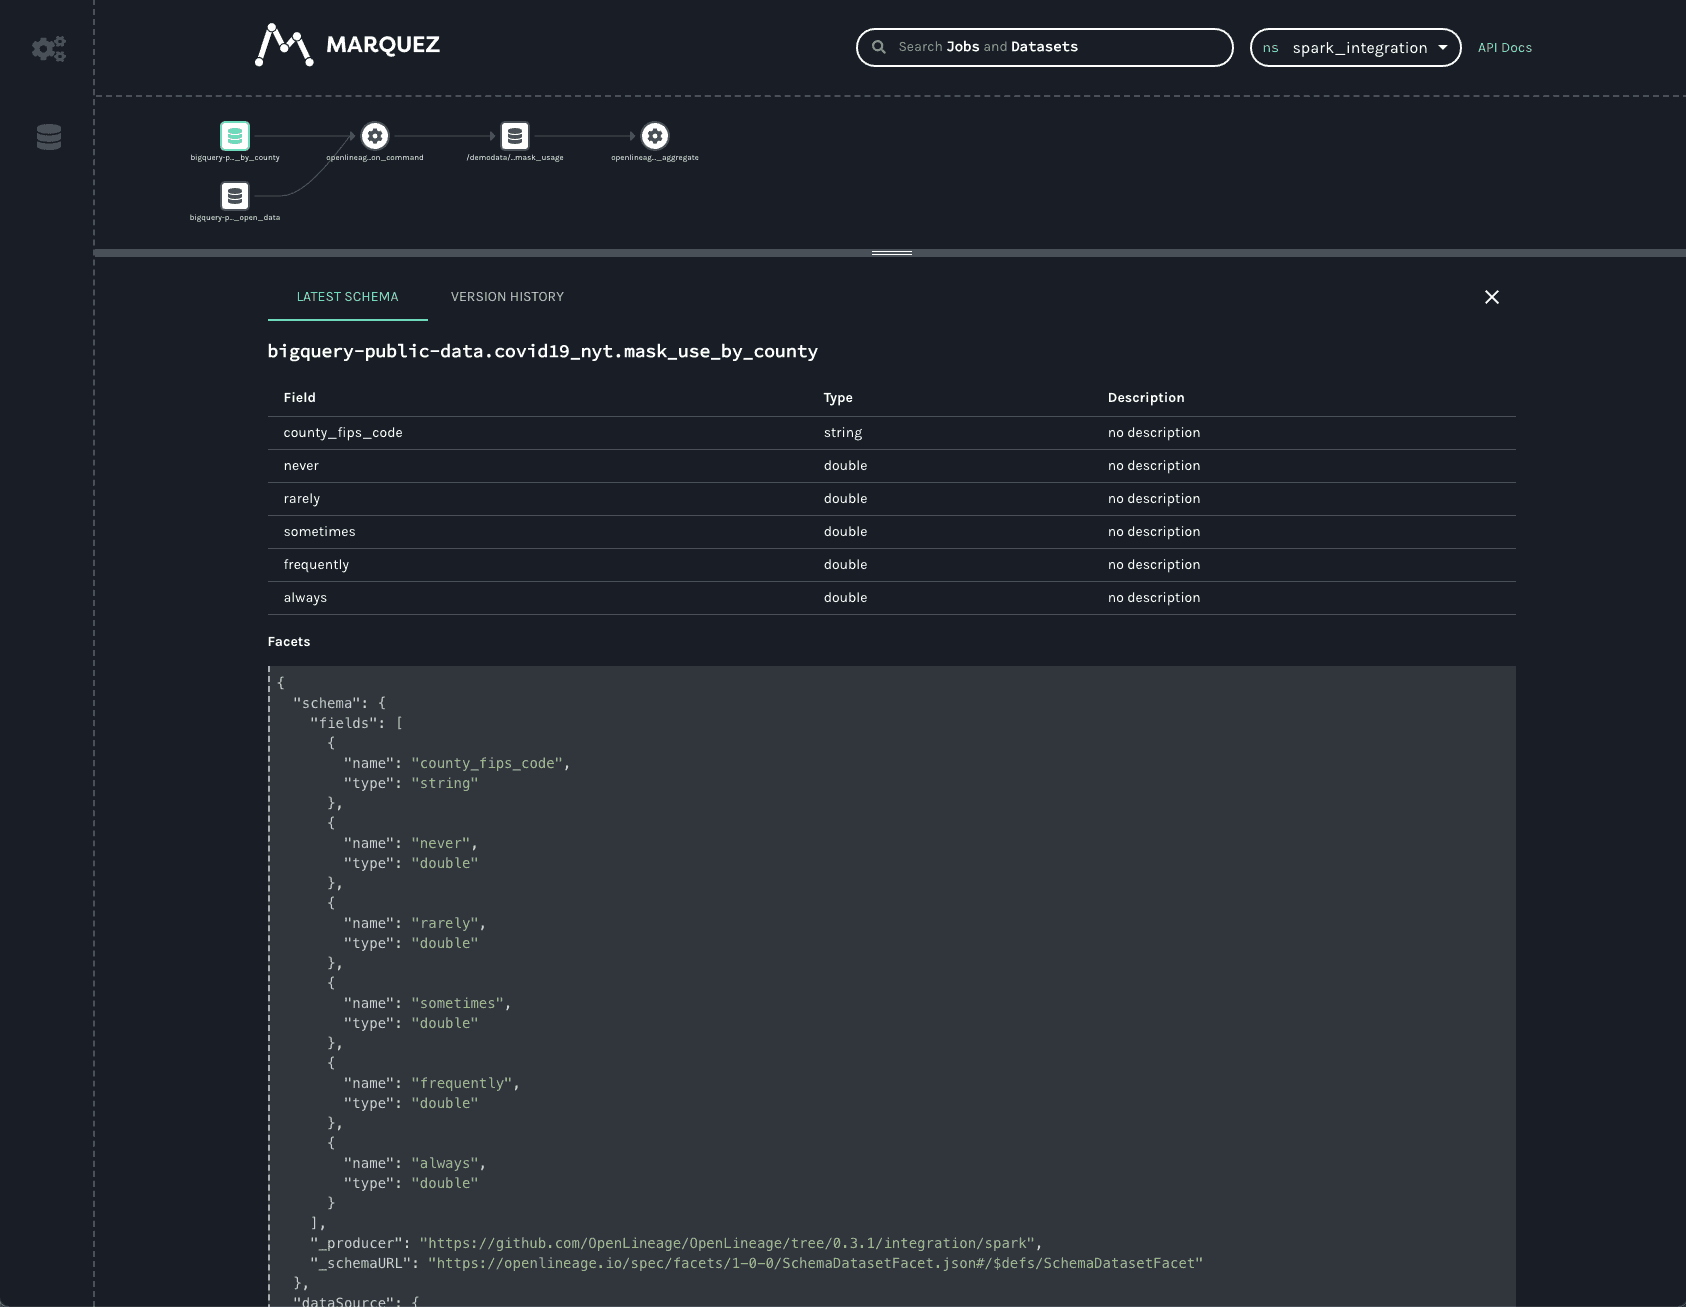 MARQUEZ
Search Jobs and Datasets
ns spark_integration
API Docs
bigquery-p..._by_county
openlineag...on_command
/demodata/...mask_usage
openlineag..._aggregate
bigquery-p..._open_data
LATEST SCHEMA
VERSION HISTORY
bigquery-public-data.covid19_nyt.mask_use_by_county
Field Type Description
county_fips_code string no description
never double no description
rarely double no description
sometimes double no description
frequently double no description
always double no description
Facets
{
  "schema": {
    "fields": [
      {
        "name": "county_fips_code",
        "type": "string"
      },
      {
        "name": "never",
        "type": "double"
      },
      {
        "name": "rarely",
        "type": "double"
      },
      {
        "name": "sometimes",
        "type": "double"
      },
      {
        "name": "frequently",
        "type": "double"
      },
      {
        "name": "always",
        "type": "double"
      }
    ],
    "_producer": "https://github.com/OpenLineage/OpenLineage/tree/0.3.1/integration/spark",
    "_schemaURL": "https://openlineage.io/spec/facets/1-0-0/SchemaDatasetFacet.json#/$defs/SchemaDatasetFacet"
  },
  "dataSource": {